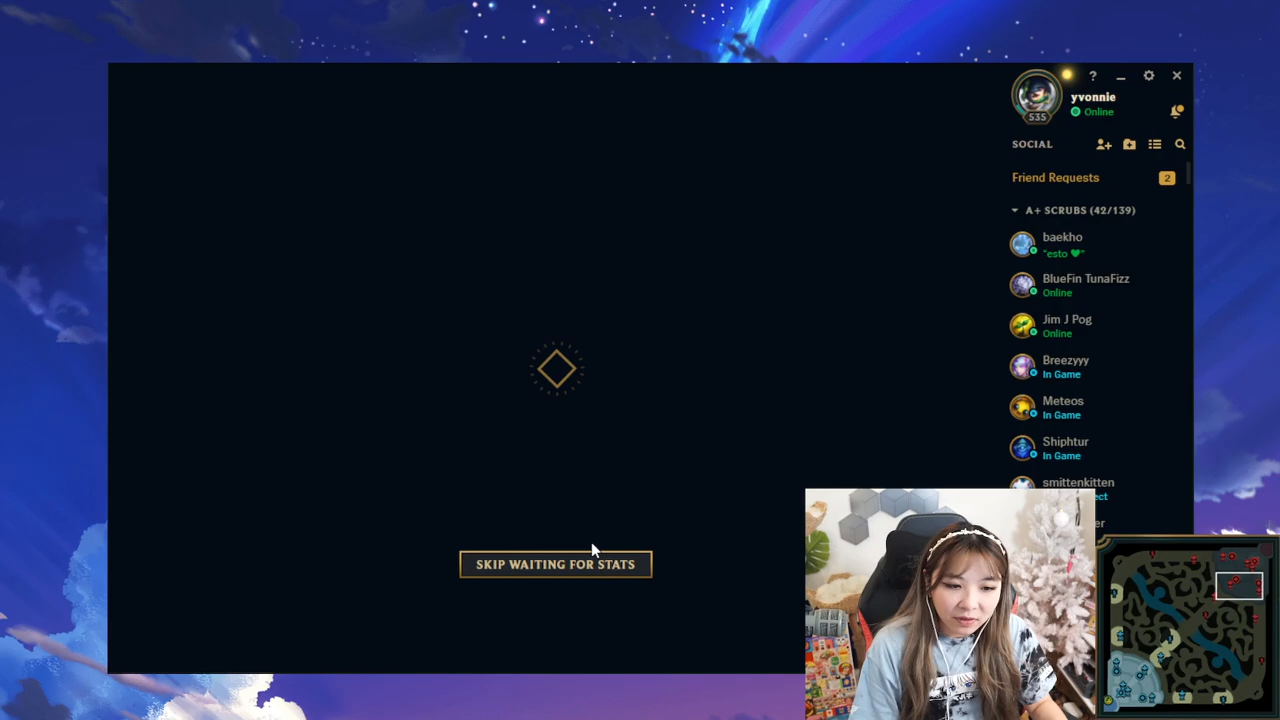 ?
yvonnie
535
Online
SOCIAL
Friend Requests
2
A+ SCRUBS (42/139)
baekho
"esto 💚"
BlueFin TunaFizz
Online
Jim J Pog
Online
Breezyyy
In Game
Meteos
In Game
Shiphtur
In Game
smittenkitten
SKIP WAITING FOR STATS